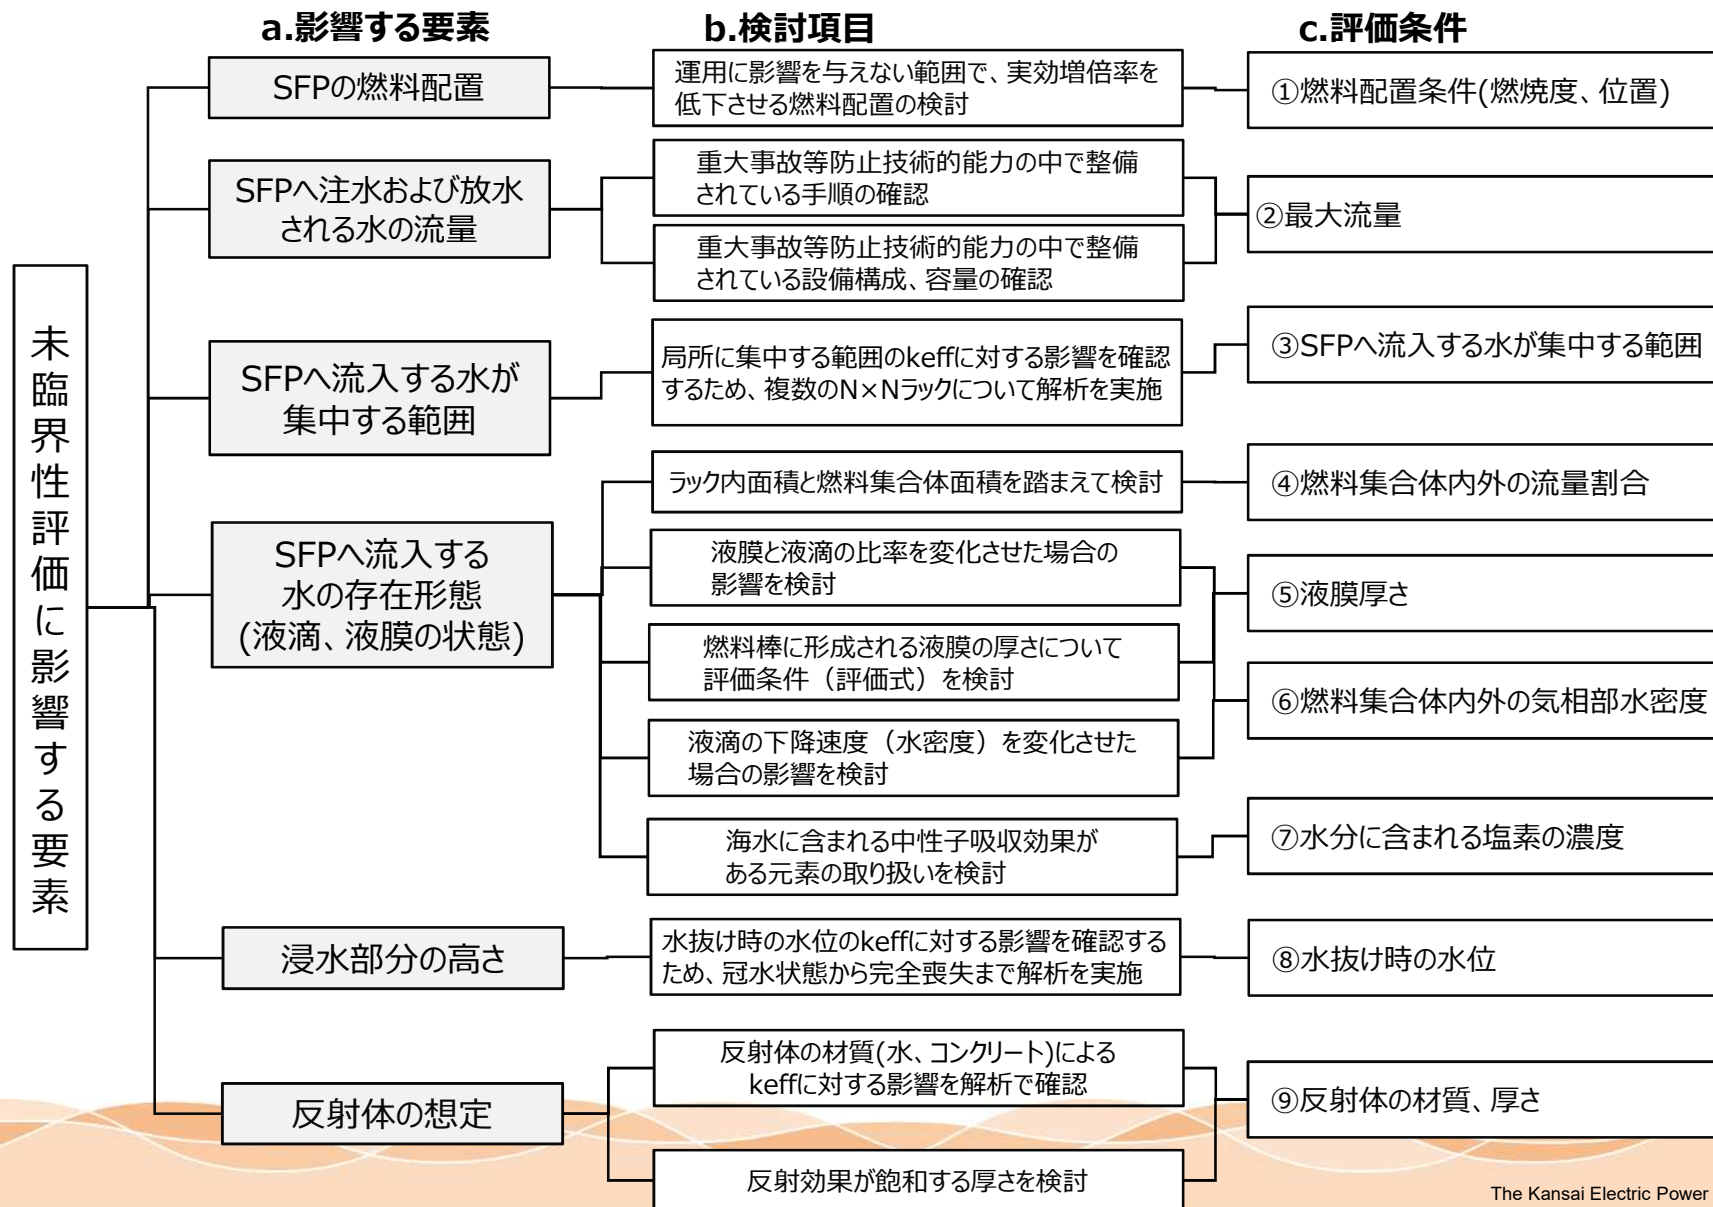 a.影響する要素
b.検討項目
c.評価条件
未臨界性評価に影響する要素
SFPの燃料配置
運用に影響を与えない範囲で、実効増倍率を
低下させる燃料配置の検討
①燃料配置条件(燃焼度、位置)
SFPへ注水および放水
される水の流量
重大事故等防止技術的能力の中で整備
されている手順の確認
重大事故等防止技術的能力の中で整備
されている設備構成、容量の確認
②最大流量
SFPへ流入する水が
集中する範囲
局所に集中する範囲のkeffに対する影響を確認
するため、複数のN×Nラックについて解析を実施
③SFPへ流入する水が集中する範囲
SFPへ流入する
水の存在形態
(液滴、液膜の状態)
ラック内面積と燃料集合体面積を踏まえて検討
④燃料集合体内外の流量割合
液膜と液滴の比率を変化させた場合の
影響を検討
⑤液膜厚さ
燃料棒に形成される液膜の厚さについて
評価条件（評価式）を検討
⑥燃料集合体内外の気相部水密度
液滴の下降速度（水密度）を変化させた
場合の影響を検討
海水に含まれる中性子吸収効果が
ある元素の取り扱いを検討
⑦水分に含まれる塩素の濃度
浸水部分の高さ
水抜け時の水位のkeffに対する影響を確認する
ため、冠水状態から完全喪失まで解析を実施
⑧水抜け時の水位
反射体の想定
反射体の材質(水、コンクリート)による
keffに対する影響を解析で確認
反射効果が飽和する厚さを検討
⑨反射体の材質、厚さ
The Kansai Electric Power